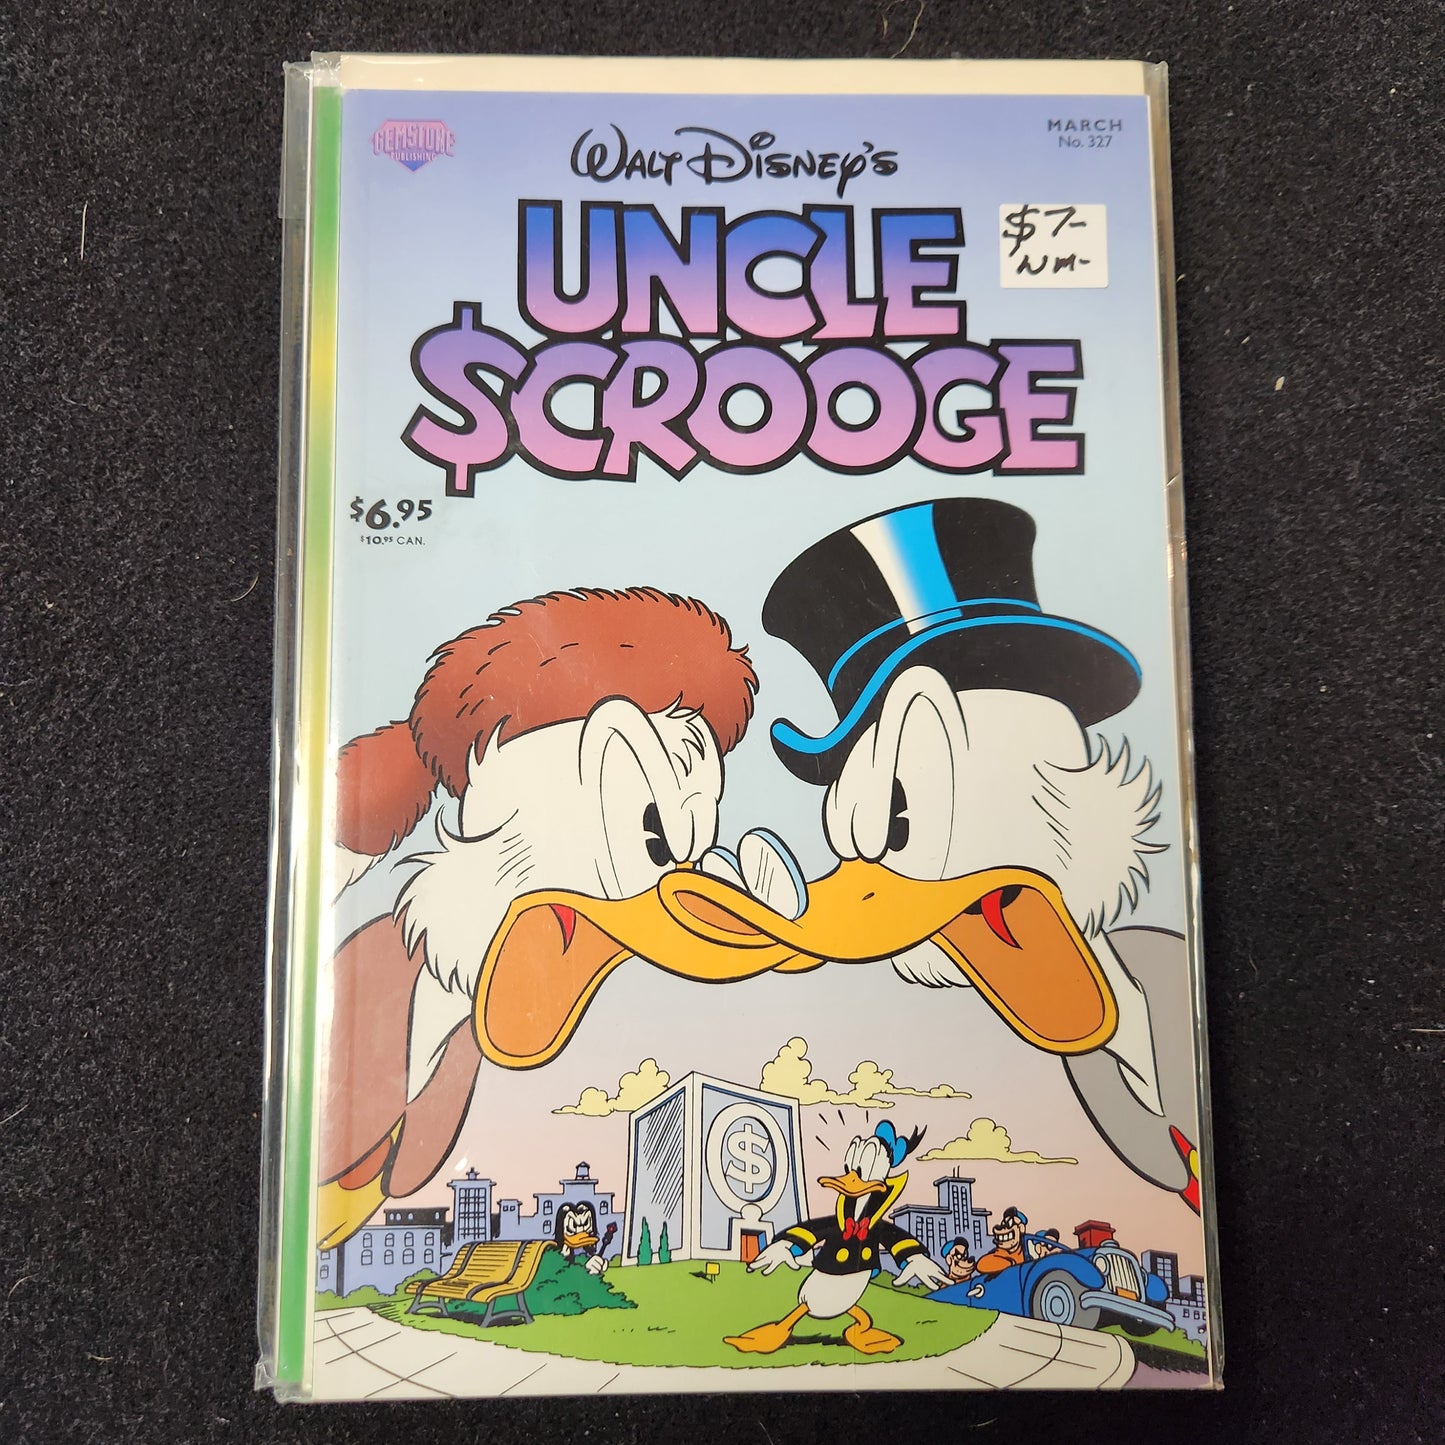 GEMSTONE
PUBLISHING
MARCH
No. 327
WALT DISNEY'S
UNCLE
$CROOGE
$7-
NM-
$6.95
$10.95 CAN.
$